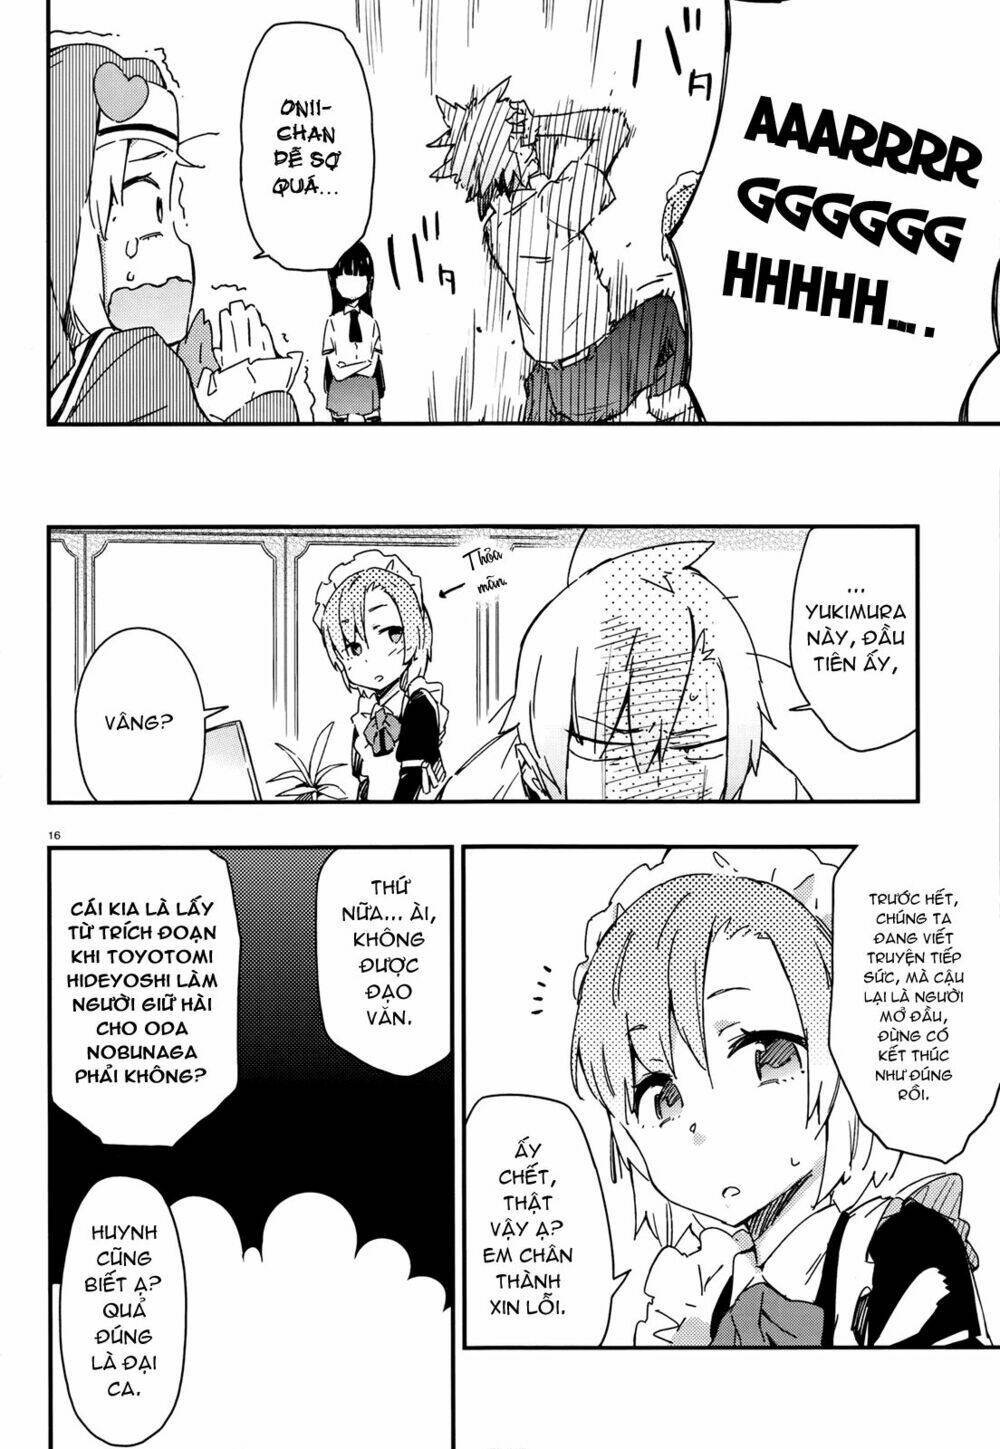 AAARRRR
GGGGGG
HHHHH... .
バタ
バタ
ONII-
CHAN
DỄ SỢ
QUÁ...
...
YUKIMURA
NÀY, ĐẦU
TIÊN ẤY,
Thỏa
mãn.
VÂNG?
16
TRƯỚC HẾT,
CHÚNG TA
ĐANG VIẾT
TRUYỆN TIẾP
SỨC, MÀ CẬU
LẠI LÀ NGƯỜI
MỞ ĐẦU,
ĐỪNG CÓ
KẾT THÚC
NHƯ ĐÚNG
RỒI.
ẤY
CHẾT,
THẬT
VẬY Ạ?
EM CHÂN
THÀNH
XIN LỖI.
THỨ
NỮA... ÀI,
KHÔNG
ĐƯỢC
ĐẠO
VĂN.
CÁI KIA LÀ LẤY
TỪ TRÍCH ĐOẠN
KHI TOYOTOMI
HIDEYOSHI LÀM
NGƯỜI GIỮ HÀI
CHO ODA
NOBUNAGA
PHẢI KHÔNG?
HUYNH
CŨNG
BIẾT Ạ?
QUẢ
ĐÚNG
LÀ ĐẠI
CA.